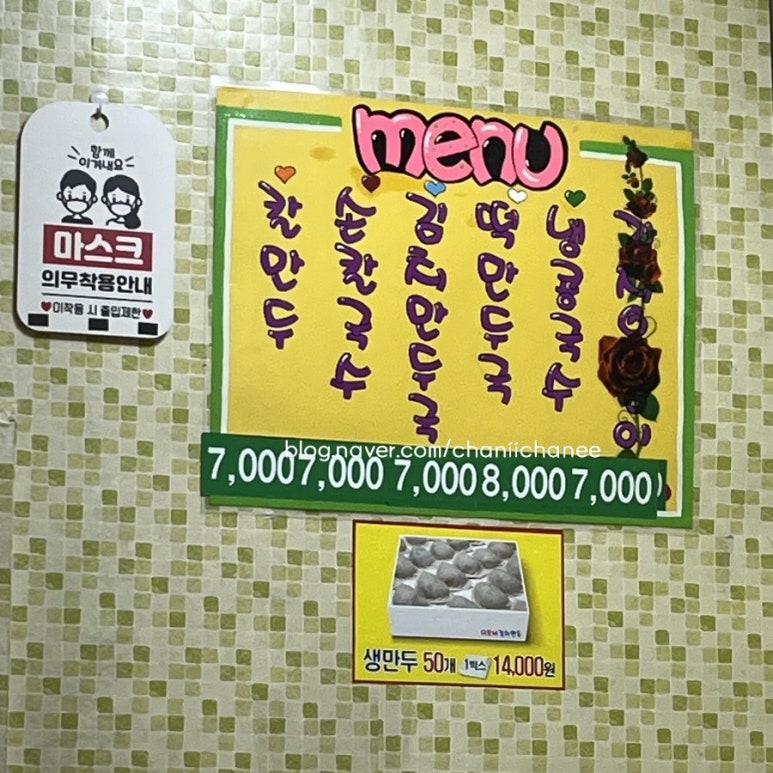 함께
이겨내요
마스크
의무착용안내
미착용 시 출입제한
menu
칼만두
손칼국수
김치만두국
떡만두국
냉콩국수
blog.naver.com/chaniichanee
7,000 7,000 7,000 8,000 7,000
생만두 50개 1박스 14,000원